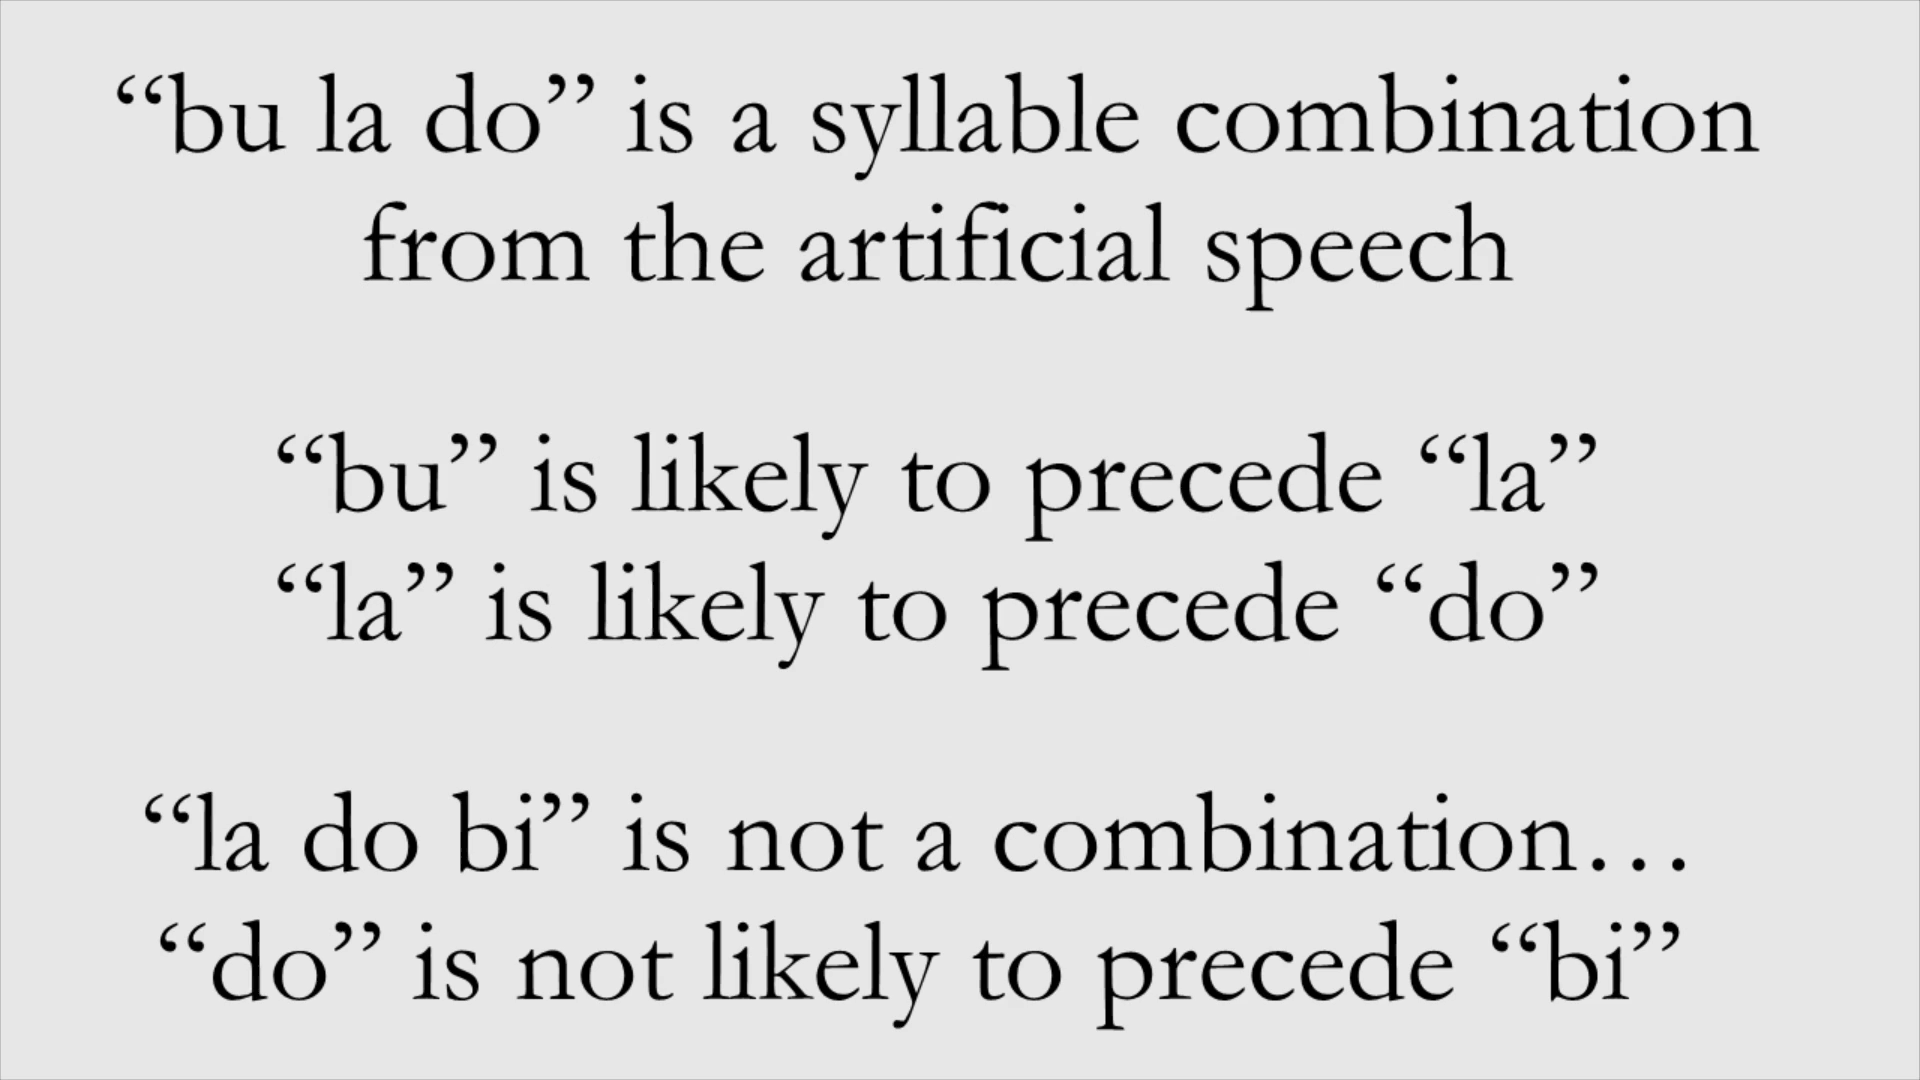 “bu la do” is a syllable combination
from the artificial speech
“bu” is likely to precede “la”
“la” is likely to precede “do”
“la do bi” is not a combination…
“do” is not likely to precede “bi”